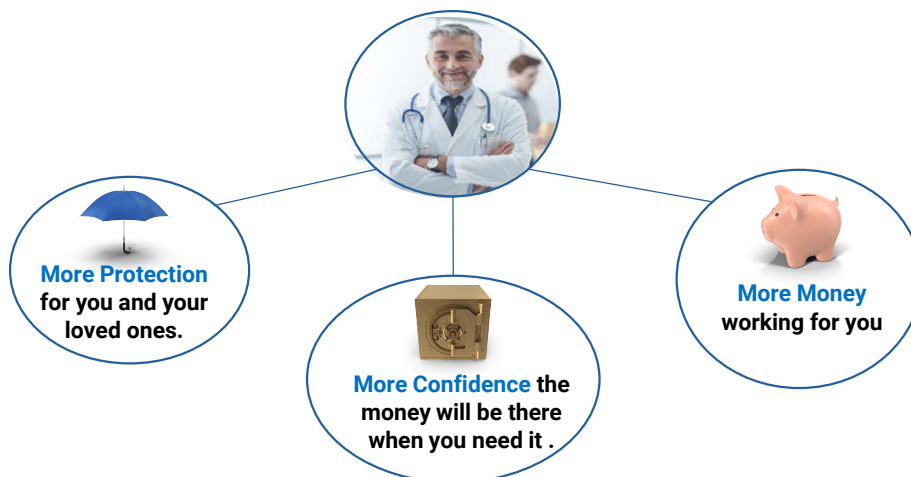 More Protection
for you and your
loved ones.
More Confidence the
money will be there
when you need it .
More Money
working for you